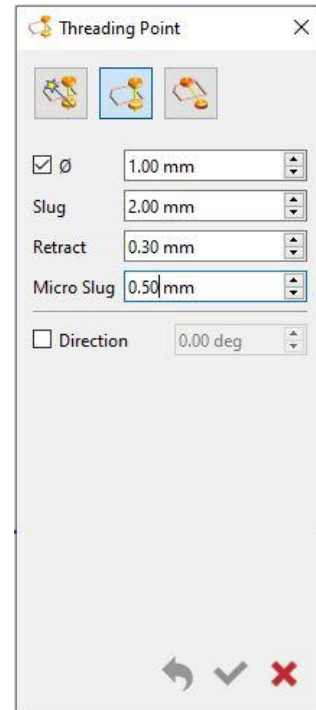 Threading Point
Ø 1.00 mm
Slug 2.00 mm
Retract 0.30 mm
Micro Slug 0.50 mm
Direction 0.00 deg